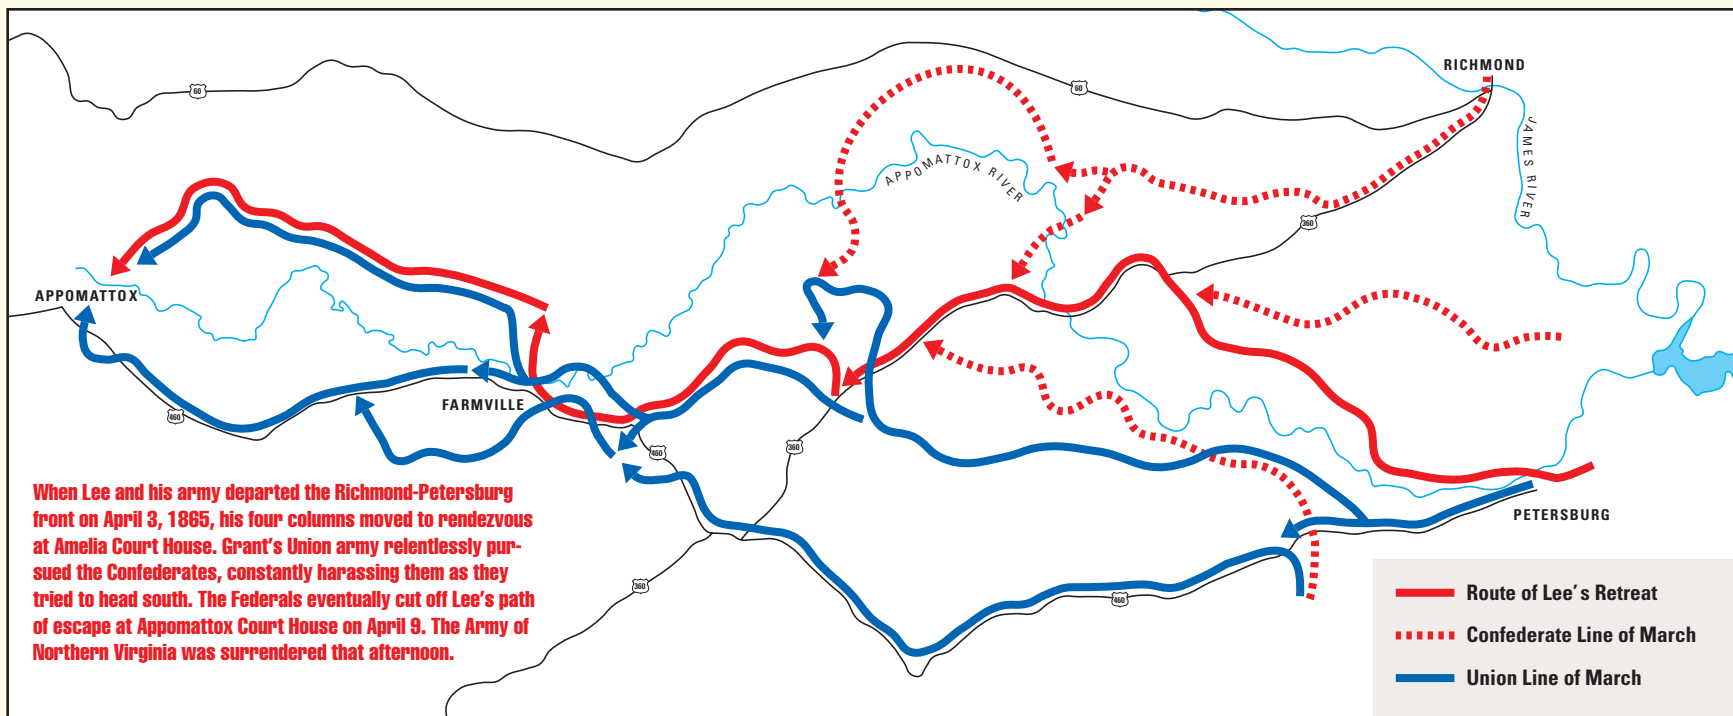 RICHMOND
60
60
JAMES RIVER
APPOMATTOX RIVER
360
APPOMATTOX
FARMVILLE
460
460
360
PETERSBURG
360
460
When Lee and his army departed the Richmond-Petersburg
front on April 3, 1865, his four columns moved to rendezvous
at Amelia Court House. Grant's Union army relentlessly pur-
sued the Confederates, constantly harassing them as they
tried to head south. The Federals eventually cut off Lee's path
of escape at Appomattox Court House on April 9. The Army of
Northern Virginia was surrendered that afternoon.
Route of Lee's Retreat
Confederate Line of March
Union Line of March